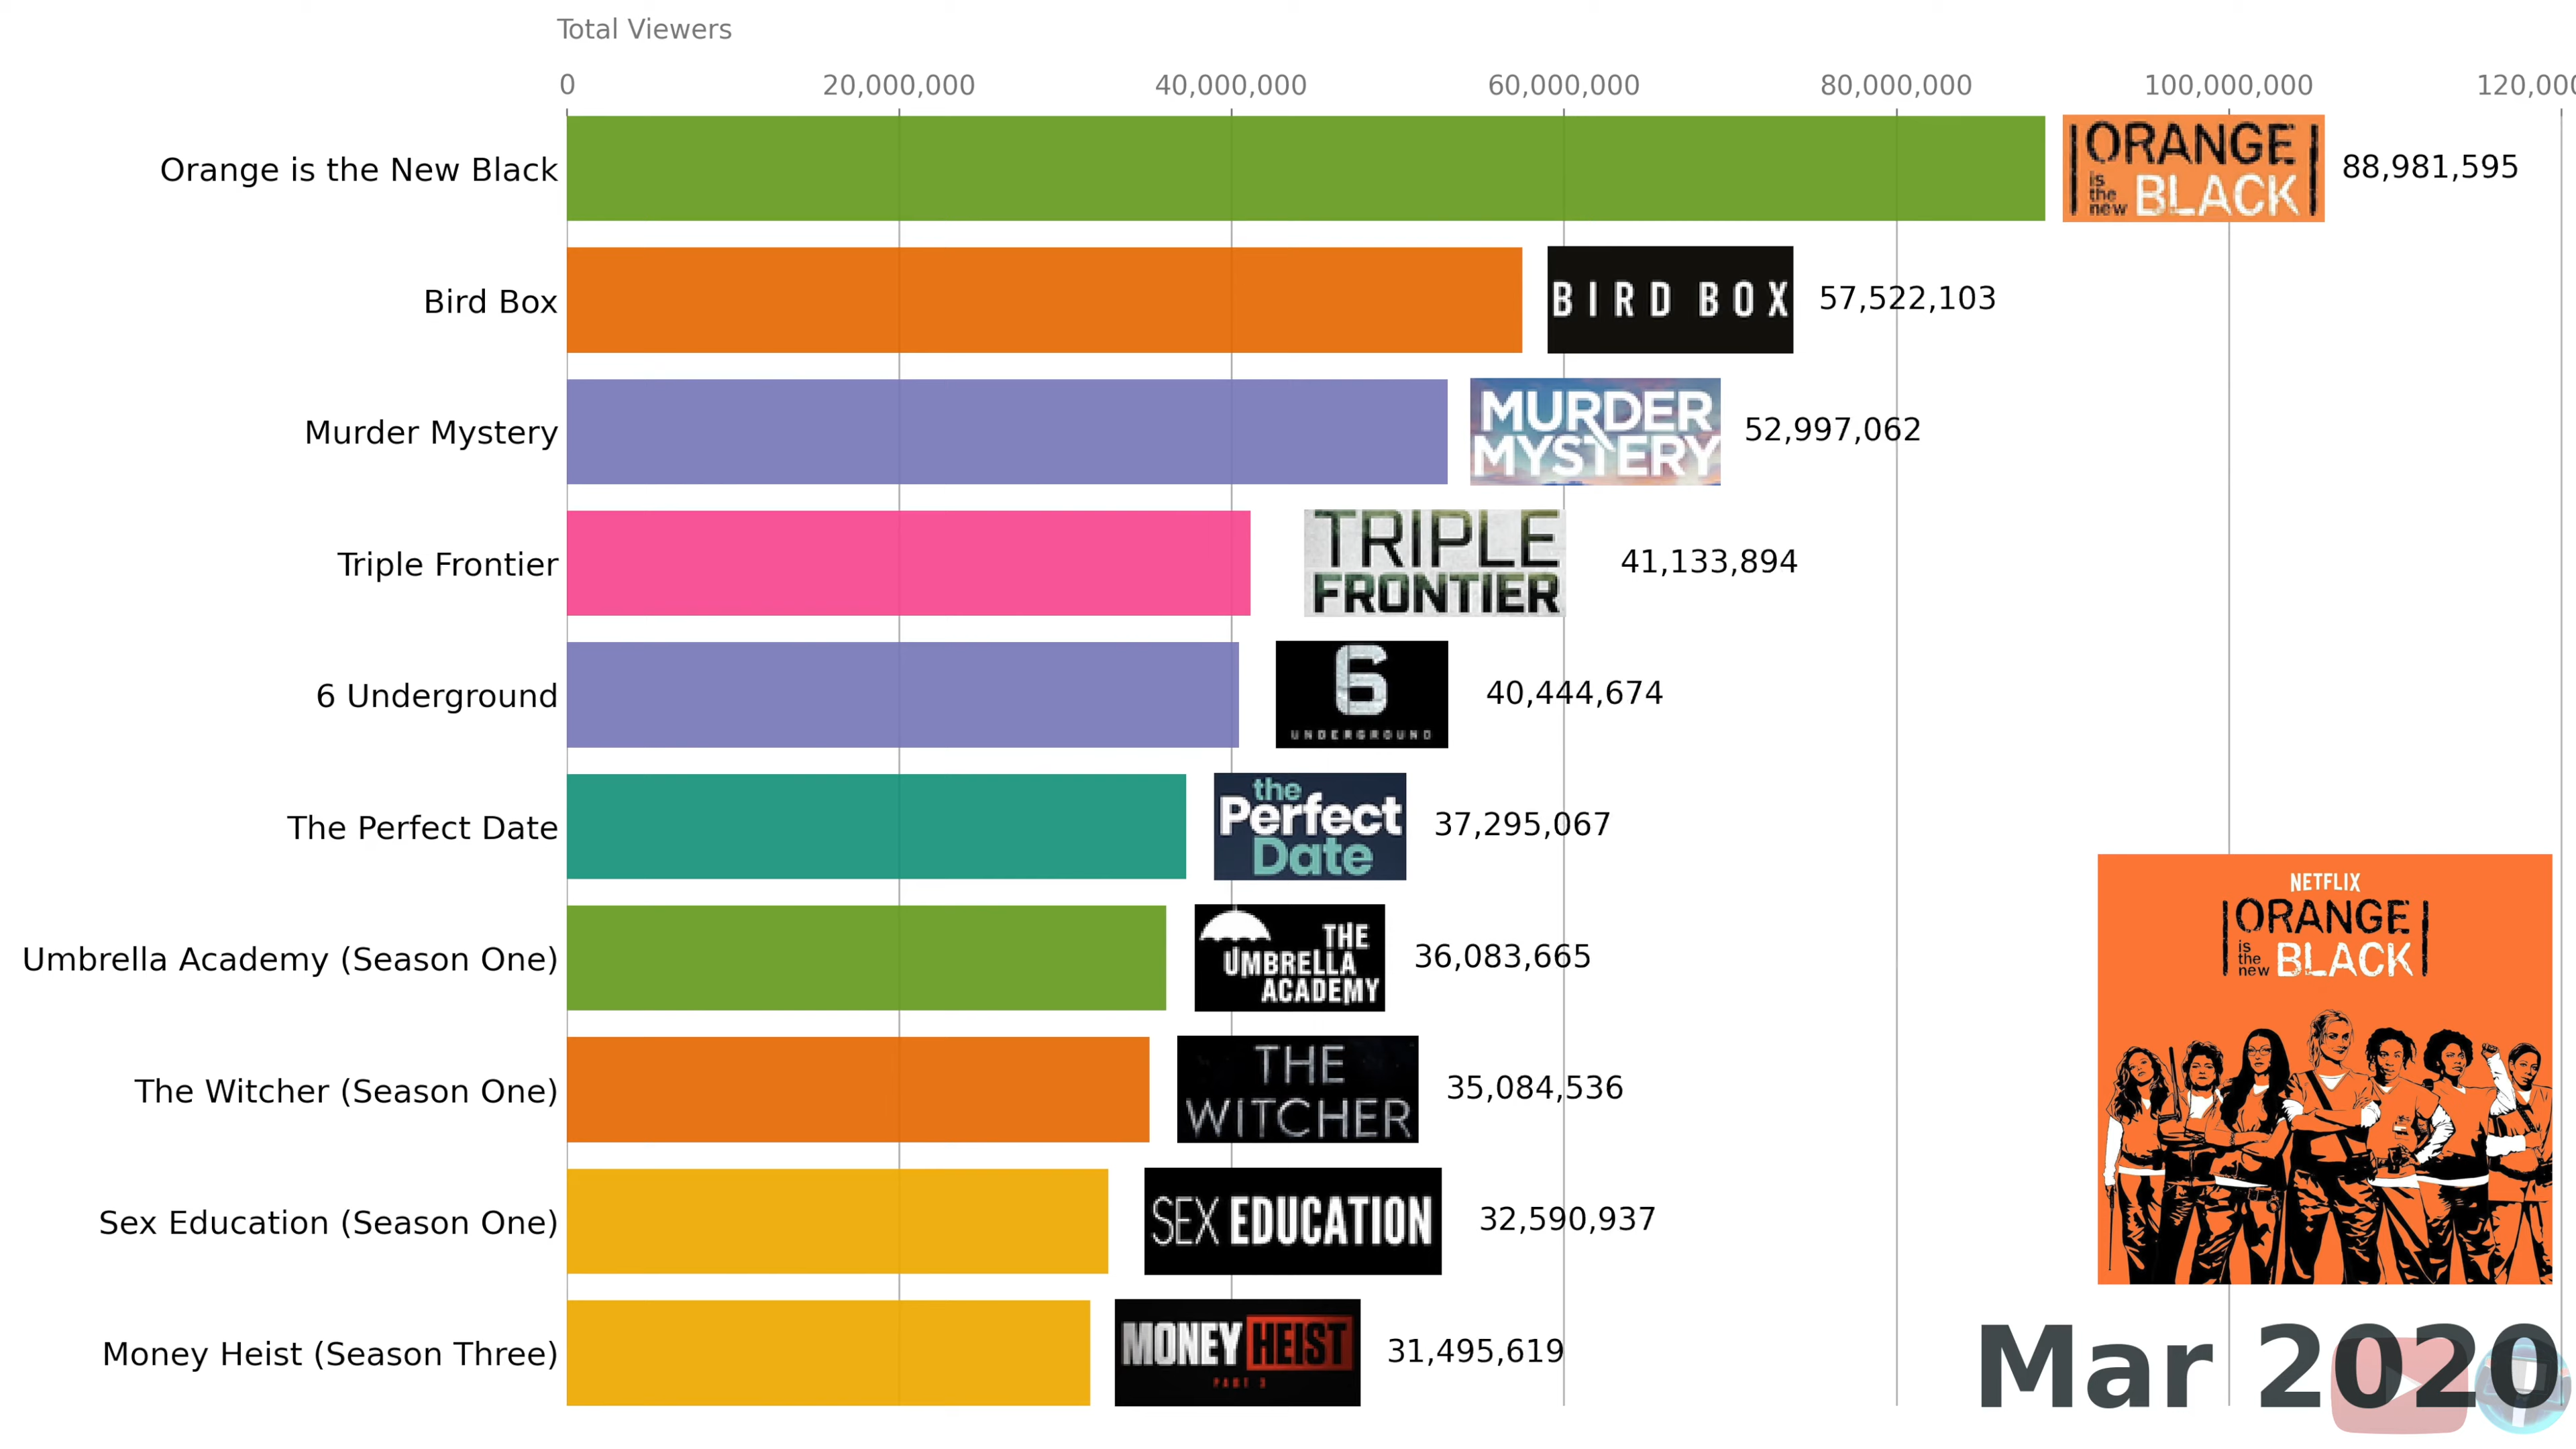 Total Viewers
0 20,000,000 40,000,000 60,000,000 80,000,000 100,000,000
Orange is the New Black ORANGE is the new BLACK 88,981,595
Bird Box BIRD BOX 57,522,103
Murder Mystery MURDER MYSTERY 52,997,062
Triple Frontier TRIPLE FRONTIER 41,133,894
6 Underground 6 UNDERGROUND 40,444,674
The Perfect Date the Perfect Date 37,295,067
Umbrella Academy (Season One) THE UMBRELLA ACADEMY 36,083,665
The Witcher (Season One) THE WITCHER 35,084,536
Sex Education (Season One) SEX EDUCATION 32,590,937
Money Heist (Season Three) MONEY HEIST PART 3 31,495,619
NETFLIX
ORANGE
is the new BLACK
Mar 2020